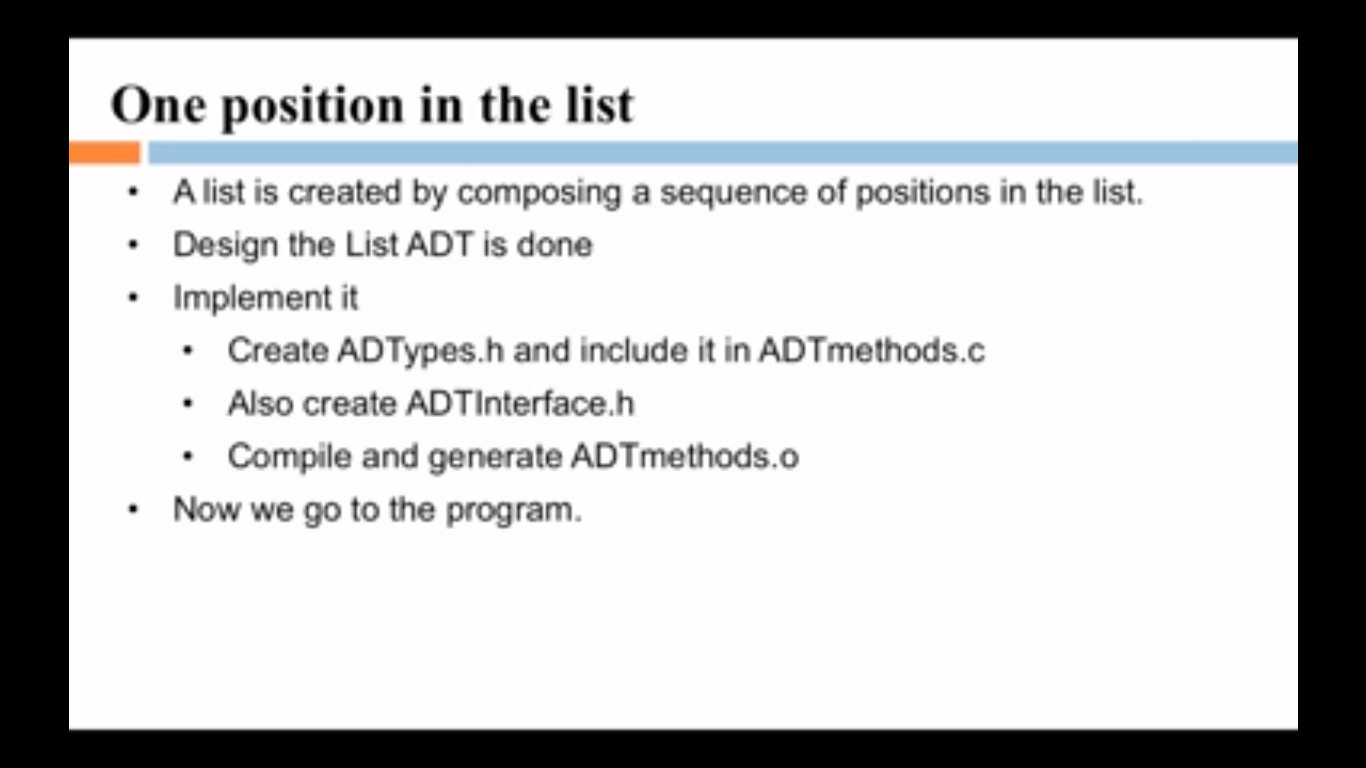 One position in the list
• A list is created by composing a sequence of positions in the list.
• Design the List ADT is done
• Implement it
• Create ADTypes.h and include it in ADTmethods.c
• Also create ADTInterface.h
• Compile and generate ADTmethods.o
• Now we go to the program.